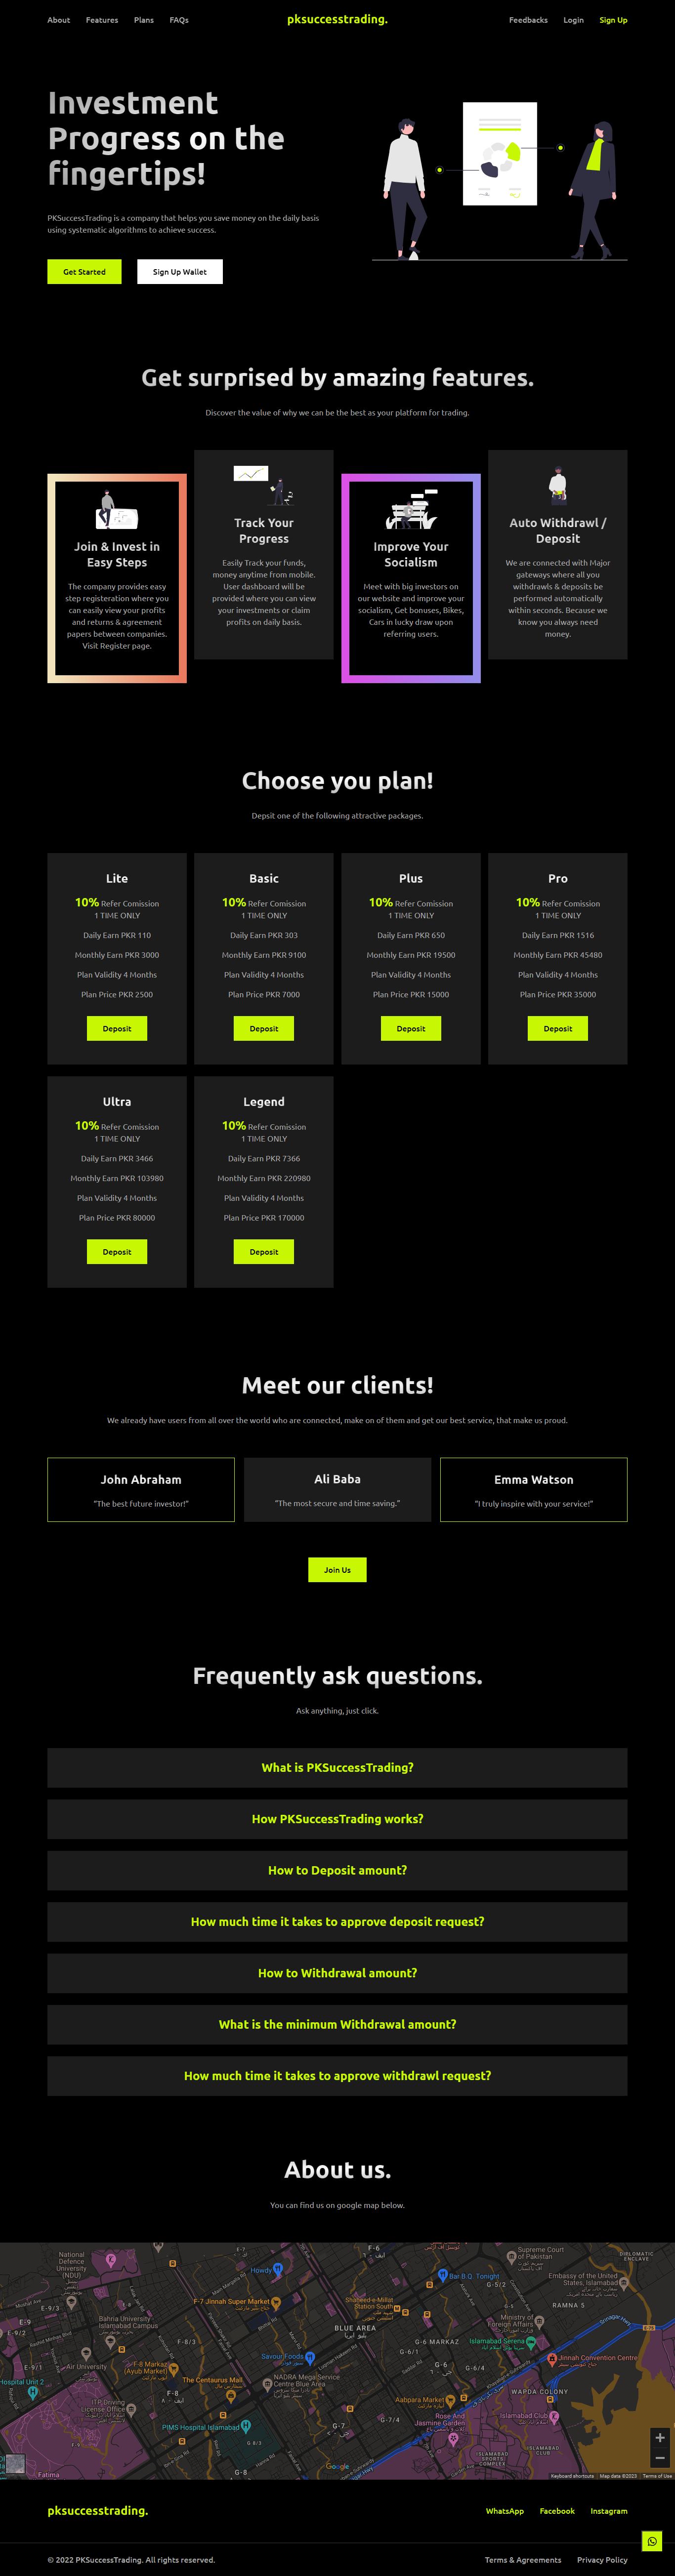 About Features Plans FAQs pksuccesstrading. Feedbacks Login Sign Up
Investment
Progress on the
fingertips!
PKSuccessTrading is a company that helps you save money on the daily basis
using systematic algorithms to achieve success.
Get Started Sign Up Wallet
Get surprised by amazing features.
Discover the value of why we can be the best as your platform for trading.
Join & Invest in
Easy Steps
The company provides easy
step registeration where you
can easily view your profits
and returns & agreement
papers between companies.
Visit Register page.
Track Your
Progress
Easily Track your funds,
money anytime from mobile.
User dashboard will be
provided where you can view
your investments or claim
profits on daily basis.
Improve Your
Socialism
Meet with big investors on
our website and improve your
socialism, Get bonuses, Bikes,
Cars in lucky draw upon
referring users.
Auto Withdrawl /
Deposit
We are connected with Major
gateways where all you
withdrawls & deposits be
performed automatically
within seconds. Because we
know you always need
money.
Choose you plan!
Depsit one of the following attractive packages.
Lite
10% Refer Comission
1 TIME ONLY
Daily Earn PKR 110
Monthly Earn PKR 3000
Plan Validity 4 Months
Plan Price PKR 2500
Deposit
Basic
10% Refer Comission
1 TIME ONLY
Daily Earn PKR 303
Monthly Earn PKR 9100
Plan Validity 4 Months
Plan Price PKR 7000
Deposit
Plus
10% Refer Comission
1 TIME ONLY
Daily Earn PKR 650
Monthly Earn PKR 19500
Plan Validity 4 Months
Plan Price PKR 15000
Deposit
Pro
10% Refer Comission
1 TIME ONLY
Daily Earn PKR 1516
Monthly Earn PKR 45480
Plan Validity 4 Months
Plan Price PKR 35000
Deposit
Ultra
10% Refer Comission
1 TIME ONLY
Daily Earn PKR 3466
Monthly Earn PKR 103980
Plan Validity 4 Months
Plan Price PKR 80000
Deposit
Legend
10% Refer Comission
1 TIME ONLY
Daily Earn PKR 7366
Monthly Earn PKR 220980
Plan Validity 4 Months
Plan Price PKR 170000
Deposit
Meet our clients!
We already have users from all over the world who are connected, make on of them and get our best service, that make us proud.
John Abraham
"The best future investor!"
Ali Baba
"The most secure and time saving."
Emma Watson
"I truly inspire with your service!"
Join Us
Frequently ask questions.
Ask anything, just click.
What is PKSuccessTrading?
How PKSuccessTrading works?
How to Deposit amount?
How much time it takes to approve deposit request?
How to Withdrawal amount?
What is the minimum Withdrawal amount?
How much time it takes to approve withdrawl request?
About us.
You can find us on google map below.
National
Defence
University
(NDU)
E-9
E-9/3
E-9/2
E-9/1
Bahria University
Islamabad Campus
Air University
F-8 Markaz
(Ayub Market)
ITP Driving
License Office
Hospital Unit 2
Fatima
E-8
E-7
Howdy
F-7 Jinnah Super Market
F-8/3
Savour Foods
The Centaurus Mall
F-8
NADRA Mega Service
Centre Blue Area
PIMS Hospital Islamabad
G-8/3
G-8
F-6
Shaheed-e-Millat
Station South
BLUE AREA
G-7
G-7/4
Google
Bar B.Q. Tonight
G-5/2
G-6 MARKAZ
G-6/1
G-6
G-6/4
G-5
Aabpara Market
Rose And
Jasmine Garden
ISLAMABAD
SPORTS
COMPLEX
Supreme Court
of Pakistan
Embassy of the United
States, Islamabad
DIPLOMATIC
ENCLAVE
RAMNA 5
Ministry of
Foreign Affairs
Islamabad Serena
Srinagar Hwy
E-75
Jinnah Convention Centre
WAPDA COLONY
Islamabad Club
ISLAMABAD
CLUB
Keyboard shortcuts Map data ©2023 Terms of Use
pksuccesstrading. WhatsApp Facebook Instagram
© 2022 PKSuccessTrading. All rights reserved. Terms & Agreements Privacy Policy